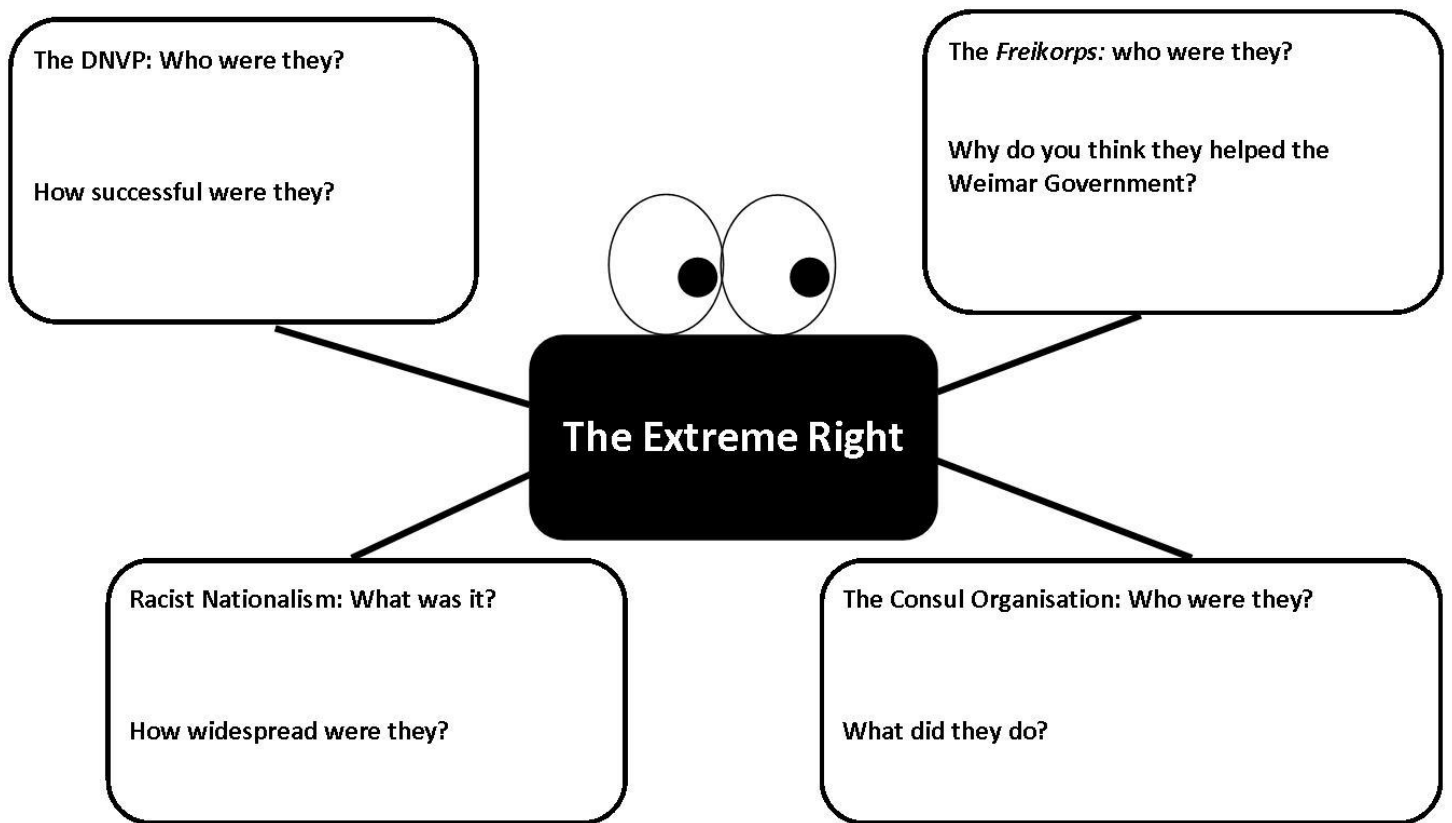 The DNVP: Who were they?
How successful were they?
The Freikorps: who were they?
Why do you think they helped the
Weimar Government?
The Extreme Right
Racist Nationalism: What was it?
How widespread were they?
The Consul Organisation: Who were they?
What did they do?